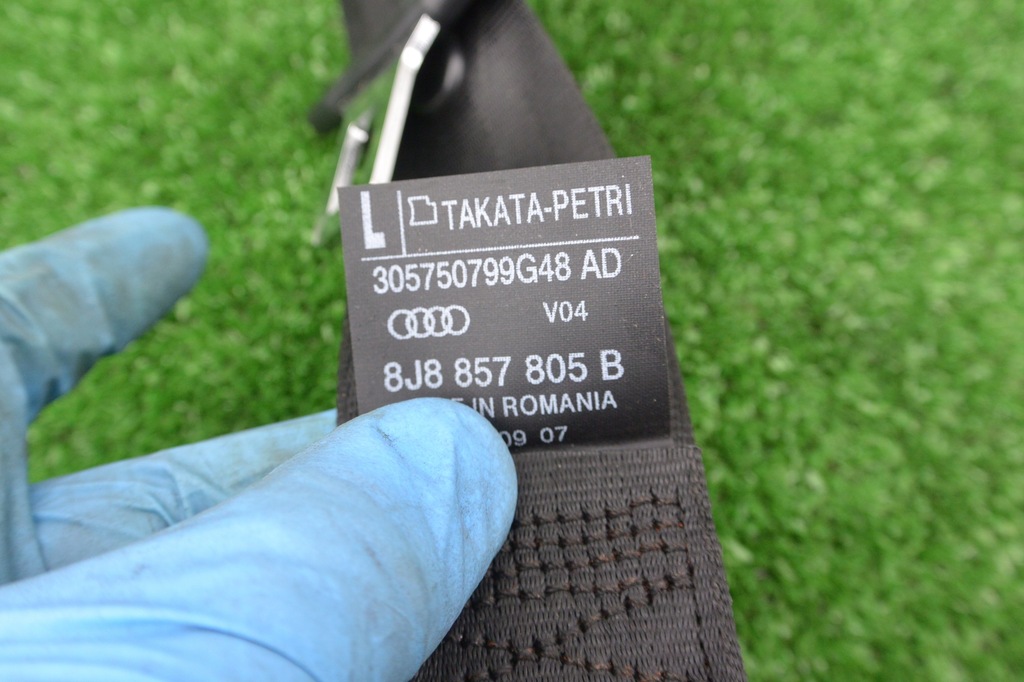 L TAKATA-PETRI
305750799G48 AD
V04
8J8 857 805 B
IN ROMANIA
09 07